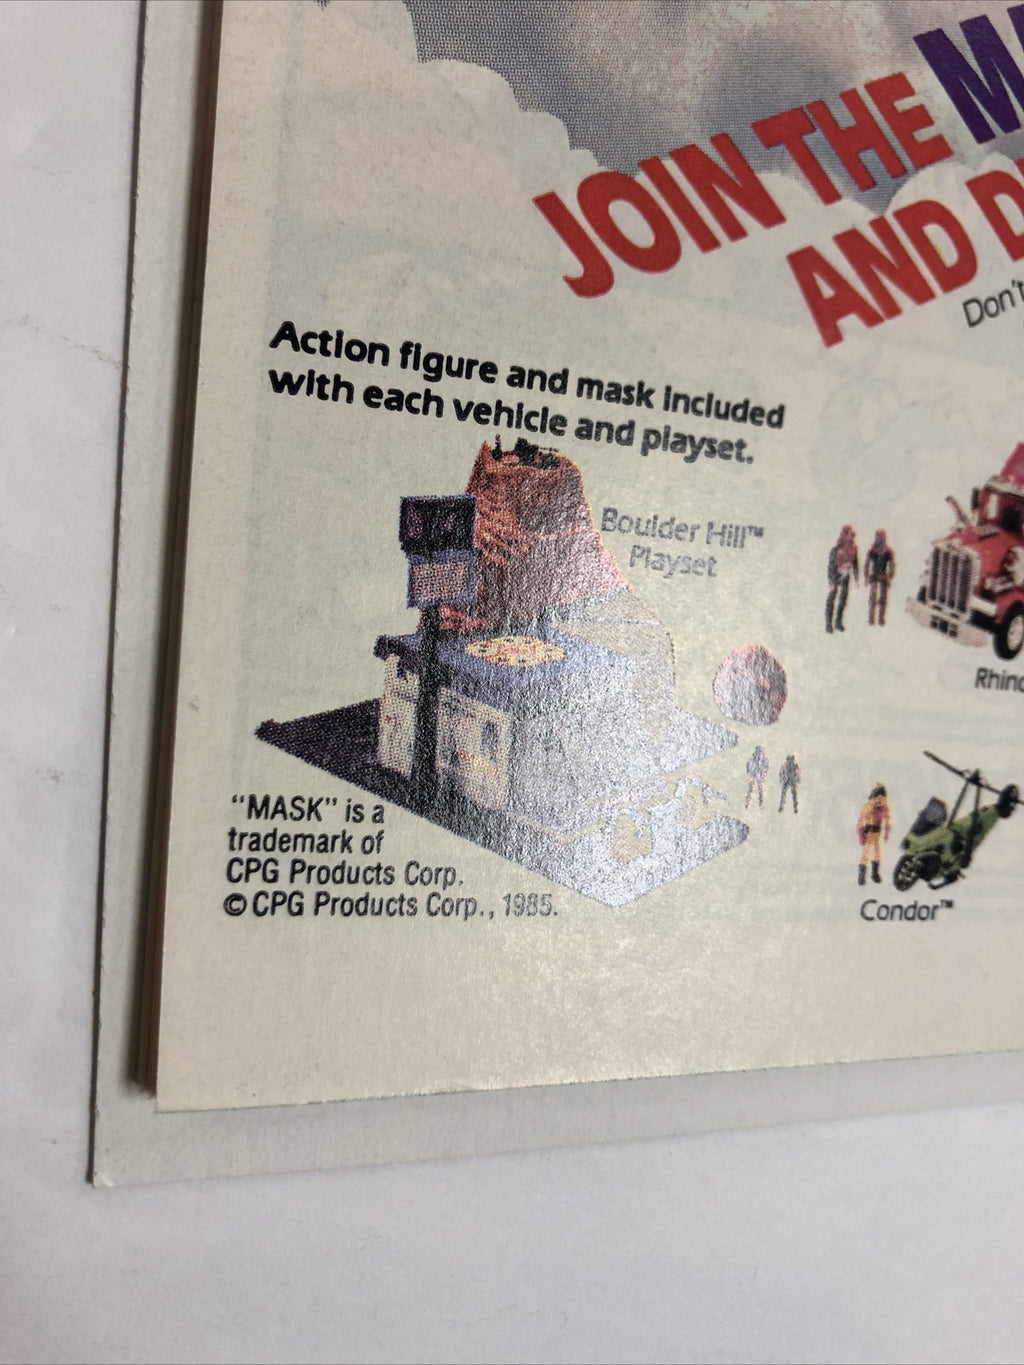 JOIN THE
AND
Don't
Action figure and mask included
with each vehicle and playset.
Boulder Hill™
Playset
"MASK" is a
trademark of
CPG Products Corp.
© CPG Products Corp., 1985.
Condor™